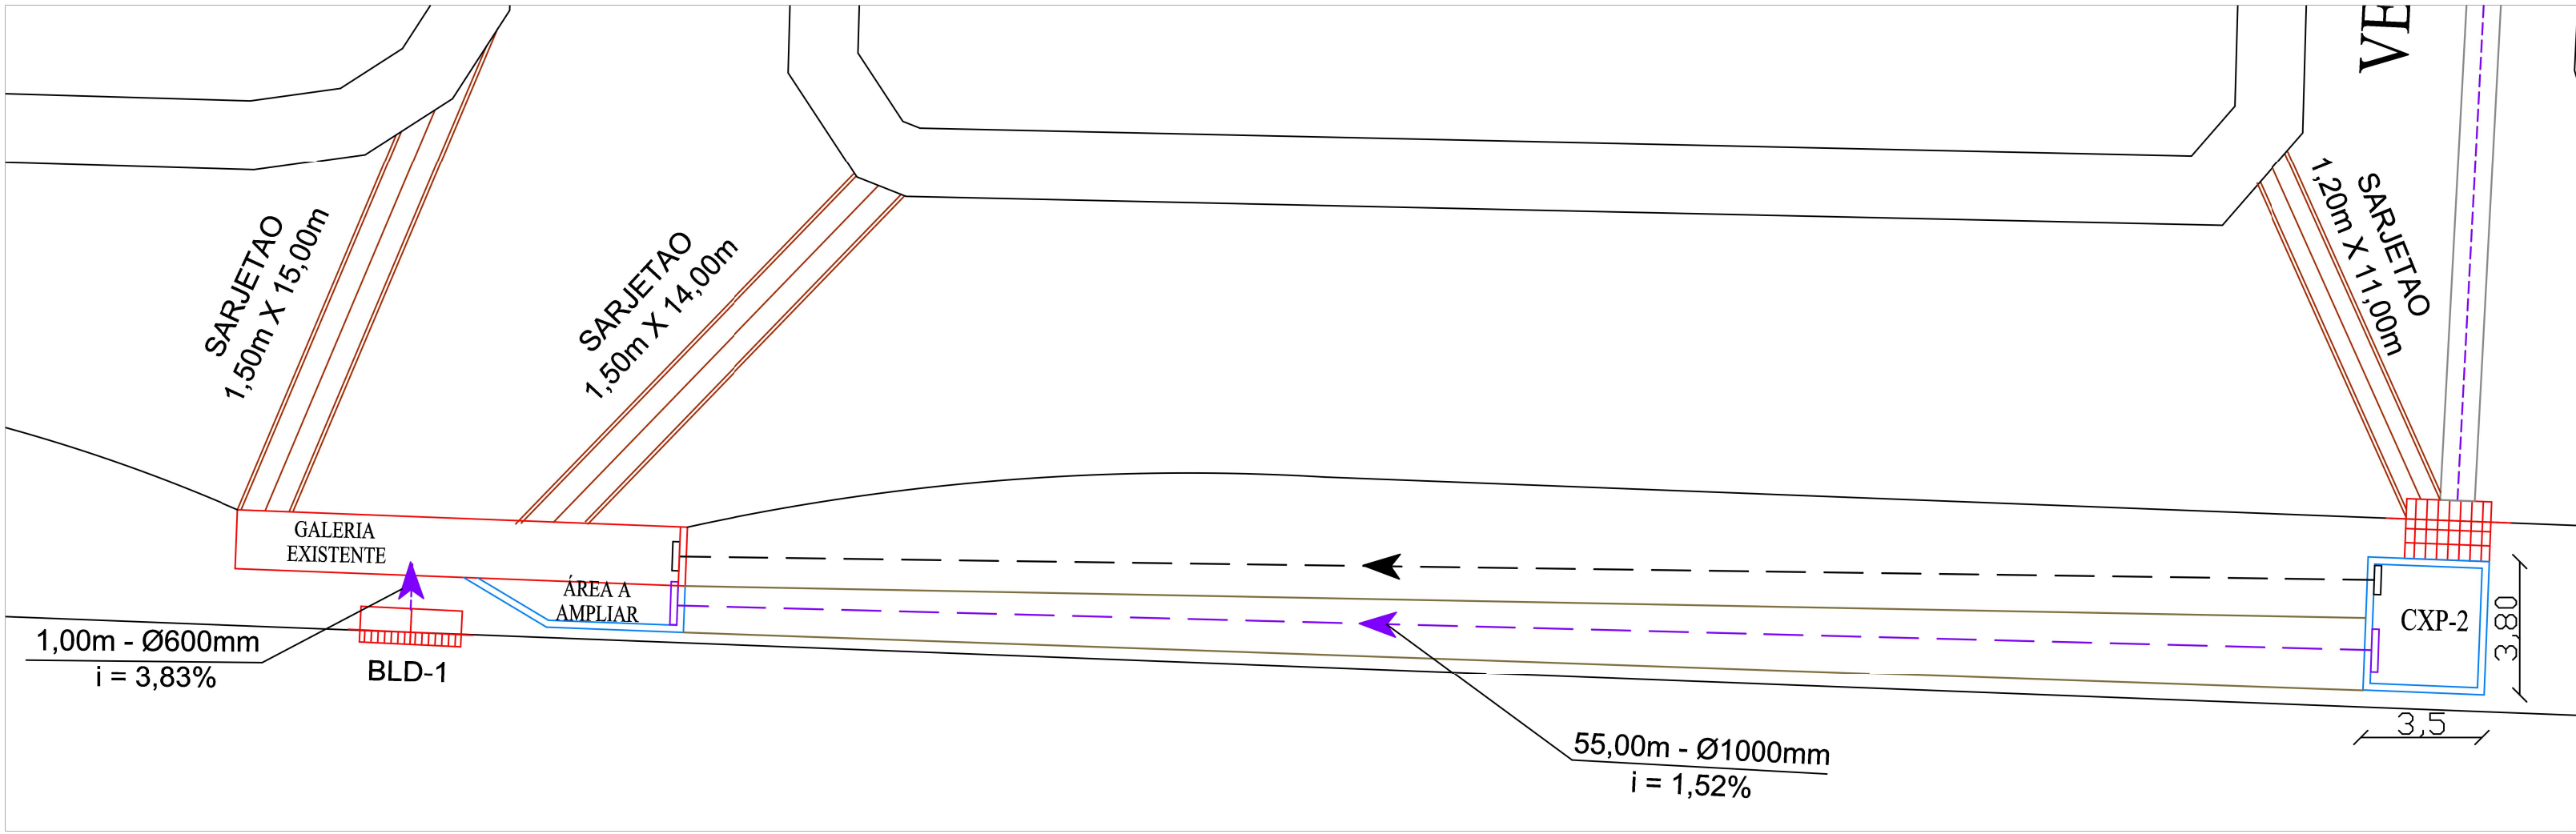 VE
SARJETAO
1,50m X 15,00m
SARJETAO
1,50m X 14,00m
SARJETAO
1,20m X 11,00m
GALERIA
EXISTENTE
ÁREA A
AMPLIAR
CXP-2
3,80
3,5
1,00m - Ø600mm
i = 3,83%
BLD-1
55,00m - Ø1000mm
i = 1,52%